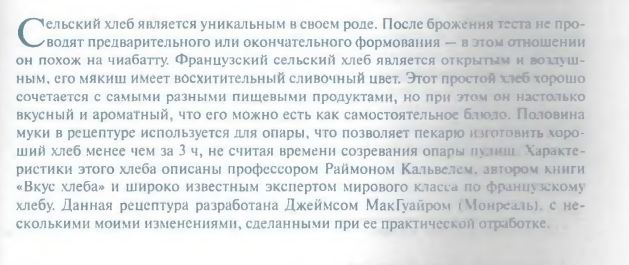 Сельский хлеб является уникальным в своем роде. После брожения теста не про-
водят предварительного или окончательного формования — в этом отношении
он похож на чиабатту. Французский сельский хлеб является открытым и воздуш-
ным, его мякиш имеет восхитительный сливочный цвет. Этот простой хлеб хорошо
сочетается с самыми разными пищевыми продуктами, но при этом он настолько
вкусный и ароматный, что его можно есть как самостоятельное блюдо. Половина
муки в рецептуре используется для опары, что позволяет пекарю изготовить хоро-
ший хлеб менее чем за 3 ч, не считая времени созревания опары пулиш. Характе-
ристики этого хлеба описаны профессором Раймоном Кальвелем, автором книги
«Вкус хлеба» и широко известным экспертом мирового класса по французскому
хлебу. Данная рецептура разработана Джеймсом МакГуайром (Монреаль), с не-
сколькими моими изменениями, сделанными при ее практической отработке.